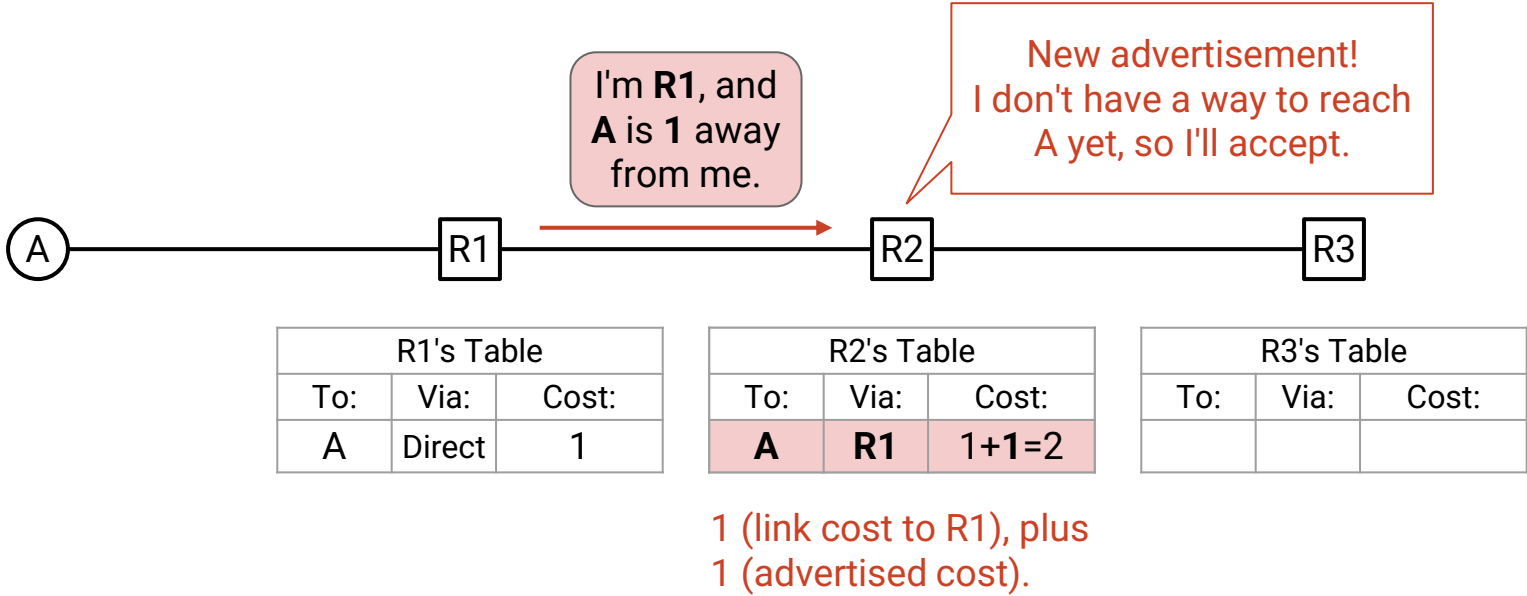 New advertisement!
I don't have a way to reach
A yet, so I'll accept.
I'm R1, and
A is 1 away
from me.
A
R1
R2
R3
R1's Table
To: Via: Cost:
A Direct 1
R2's Table
To: Via: Cost:
A R1 1+1=2
R3's Table
To: Via: Cost:
1 (link cost to R1), plus
1 (advertised cost).